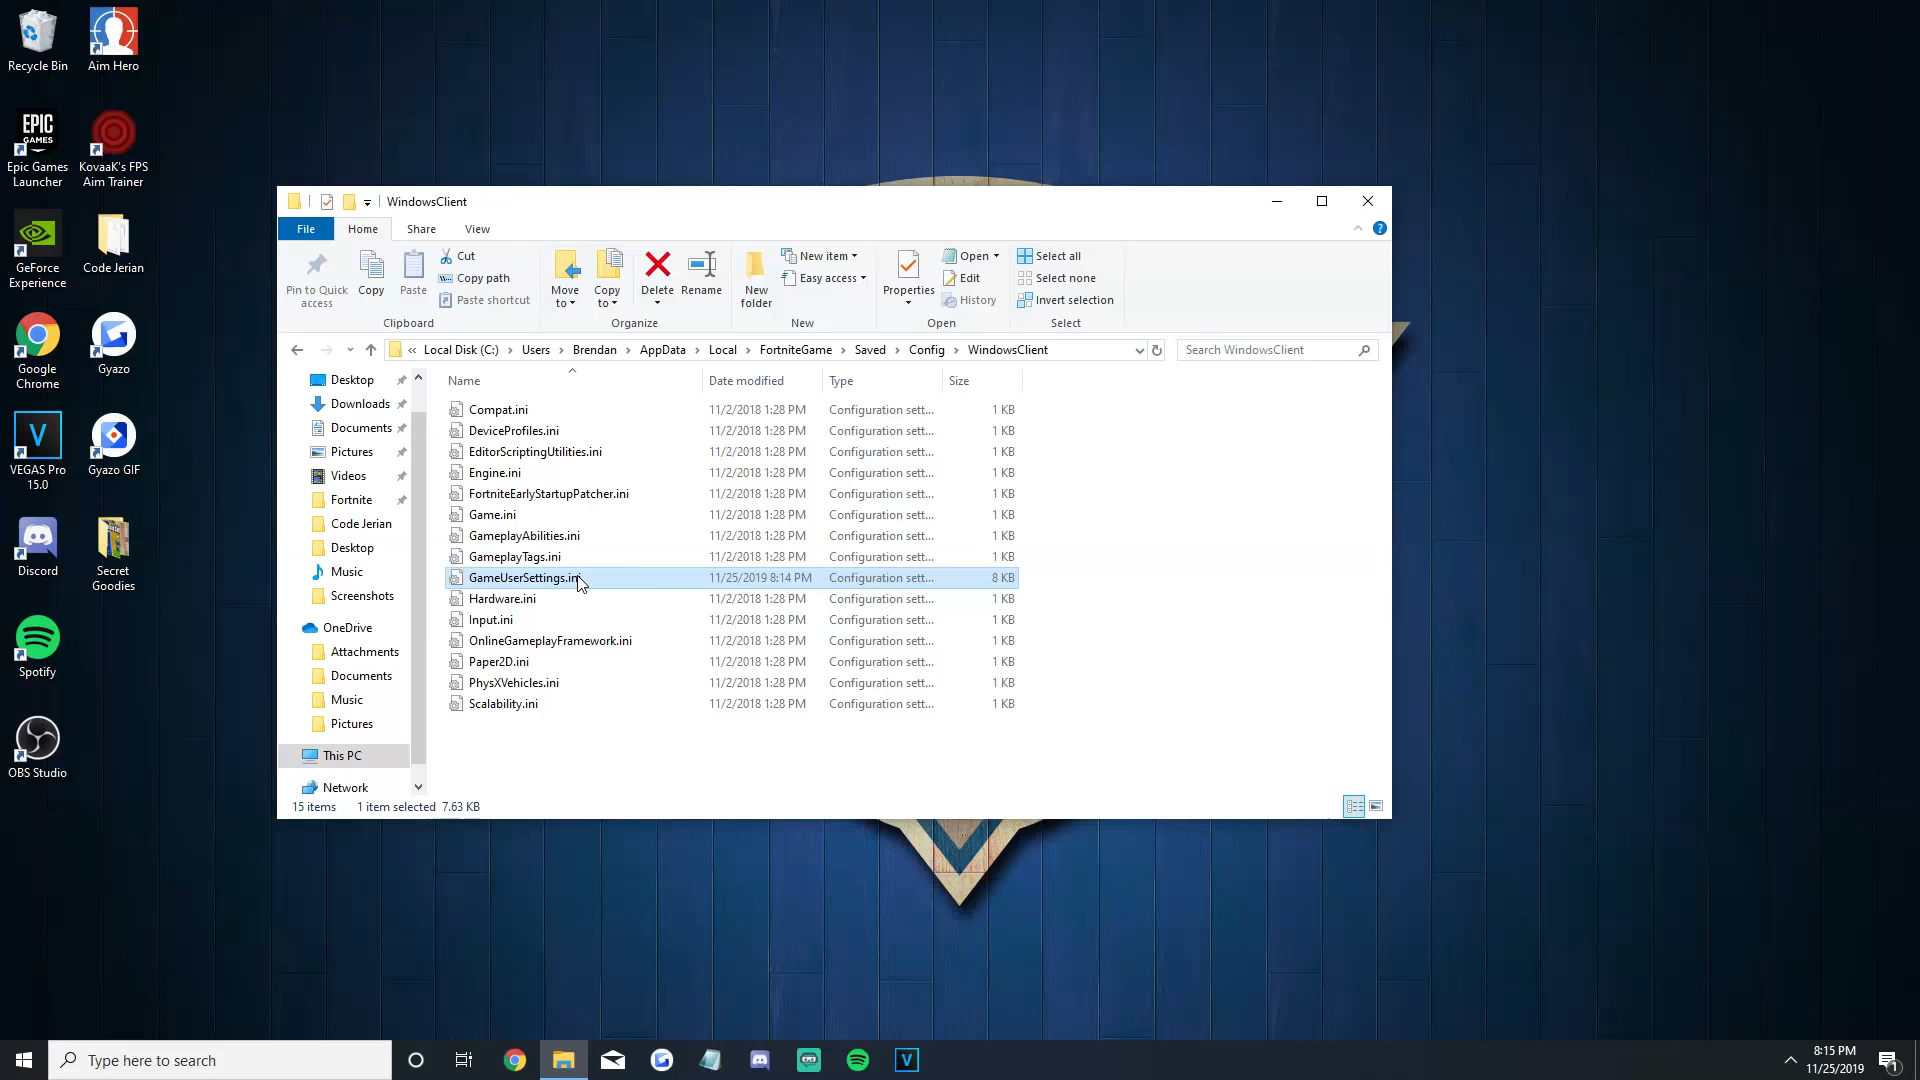 Recycle Bin
Aim Hero
EPIC
GAMES
Epic Games
Launcher
KovaaK's FPS
Aim Trainer
GeForce
Experience
Code Jerian
Google
Chrome
Gyazo
V
VEGAS Pro
15.0
Gyazo GIF
Discord
Secret
Goodies
Spotify
OBS Studio
WindowsClient
File
Home
Share
View
Pin to Quick
access
Copy
Paste
Cut
Copy path
Paste shortcut
Clipboard
Move
to
Copy
to
Delete
Rename
Organize
New
folder
New item
Easy access
New
Properties
Open
Edit
History
Open
Select all
Select none
Invert selection
Select
« Local Disk (C:) > Users > Brendan > AppData > Local > FortniteGame > Saved > Config > WindowsClient
Search WindowsClient
Desktop
Downloads
Documents
Pictures
Videos
Fortnite
Code Jerian
Desktop
Music
Screenshots
OneDrive
Attachments
Documents
Music
Pictures
This PC
Network
Name Date modified Type Size
Compat.ini 11/2/2018 1:28 PM Configuration sett... 1 KB
DeviceProfiles.ini 11/2/2018 1:28 PM Configuration sett... 1 KB
EditorScriptingUtilities.ini 11/2/2018 1:28 PM Configuration sett... 1 KB
Engine.ini 11/2/2018 1:28 PM Configuration sett... 1 KB
FortniteEarlyStartupPatcher.ini 11/2/2018 1:28 PM Configuration sett... 1 KB
Game.ini 11/2/2018 1:28 PM Configuration sett... 1 KB
GameplayAbilities.ini 11/2/2018 1:28 PM Configuration sett... 1 KB
GameplayTags.ini 11/2/2018 1:28 PM Configuration sett... 1 KB
GameUserSettings.ini 11/25/2019 8:14 PM Configuration sett... 8 KB
Hardware.ini 11/2/2018 1:28 PM Configuration sett... 1 KB
Input.ini 11/2/2018 1:28 PM Configuration sett... 1 KB
OnlineGameplayFramework.ini 11/2/2018 1:28 PM Configuration sett... 1 KB
Paper2D.ini 11/2/2018 1:28 PM Configuration sett... 1 KB
PhysXVehicles.ini 11/2/2018 1:28 PM Configuration sett... 1 KB
Scalability.ini 11/2/2018 1:28 PM Configuration sett... 1 KB
15 items 1 item selected 7.63 KB
Type here to search
V
8:15 PM
11/25/2019
1